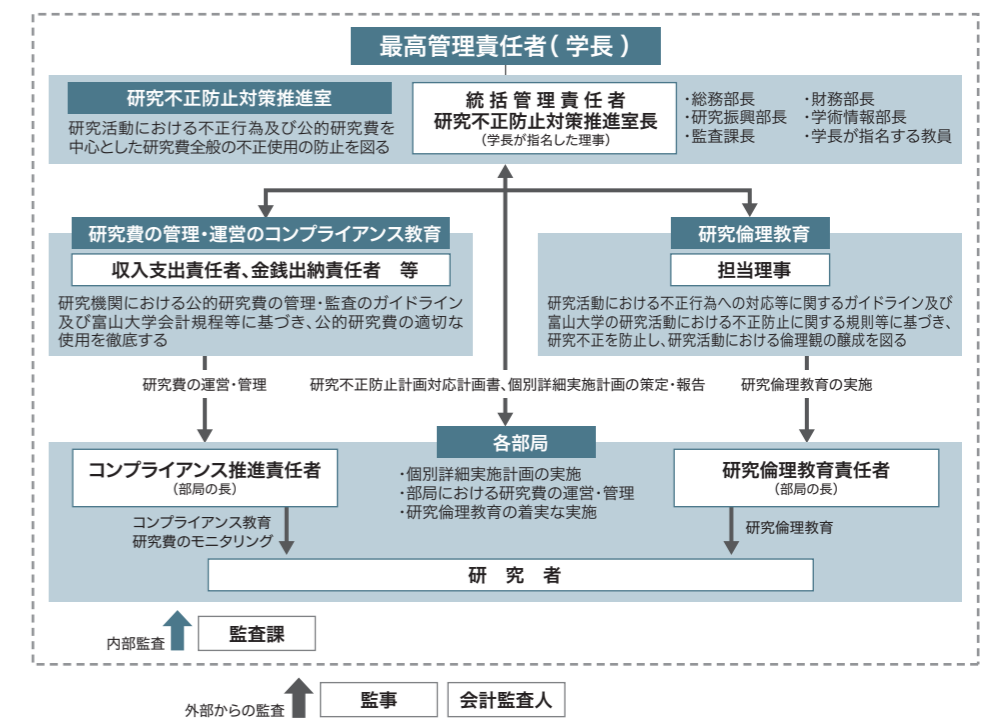 最高管理責任者（学長）
研究不正防止対策推進室
研究活動における不正行為及び公的研究費を
中心とした研究費全般の不正使用の防止を図る
統括管理責任者
研究不正防止対策推進室長
（学長が指名した理事）
・総務部長
・研究振興部長
・監査課長
・財務部長
・学術情報部長
・学長が指名する教員
研究費の管理・運営のコンプライアンス教育
収入支出責任者、金銭出納責任者　等
研究機関における公的研究費の管理・監査のガイドライン
及び富山大学会計規程等に基づき、公的研究費の適切な
使用を徹底する
研究倫理教育
担当理事
研究活動における不正行為への対応等に関するガイドライン及び
富山大学の研究活動における不正防止に関する規則等に基づき、
研究不正を防止し、研究活動における倫理観の醸成を図る
研究費の運営・管理
研究不正防止計画対応計画書、個別詳細実施計画の策定・報告
研究倫理教育の実施
各部局
コンプライアンス推進責任者
（部局の長）
・個別詳細実施計画の実施
・部局における研究費の運営・管理
・研究倫理教育の着実な実施
研究倫理教育責任者
（部局の長）
コンプライアンス教育
研究費のモニタリング
研究倫理教育
研　究　者
内部監査
監査課
外部からの監査
監事
会計監査人